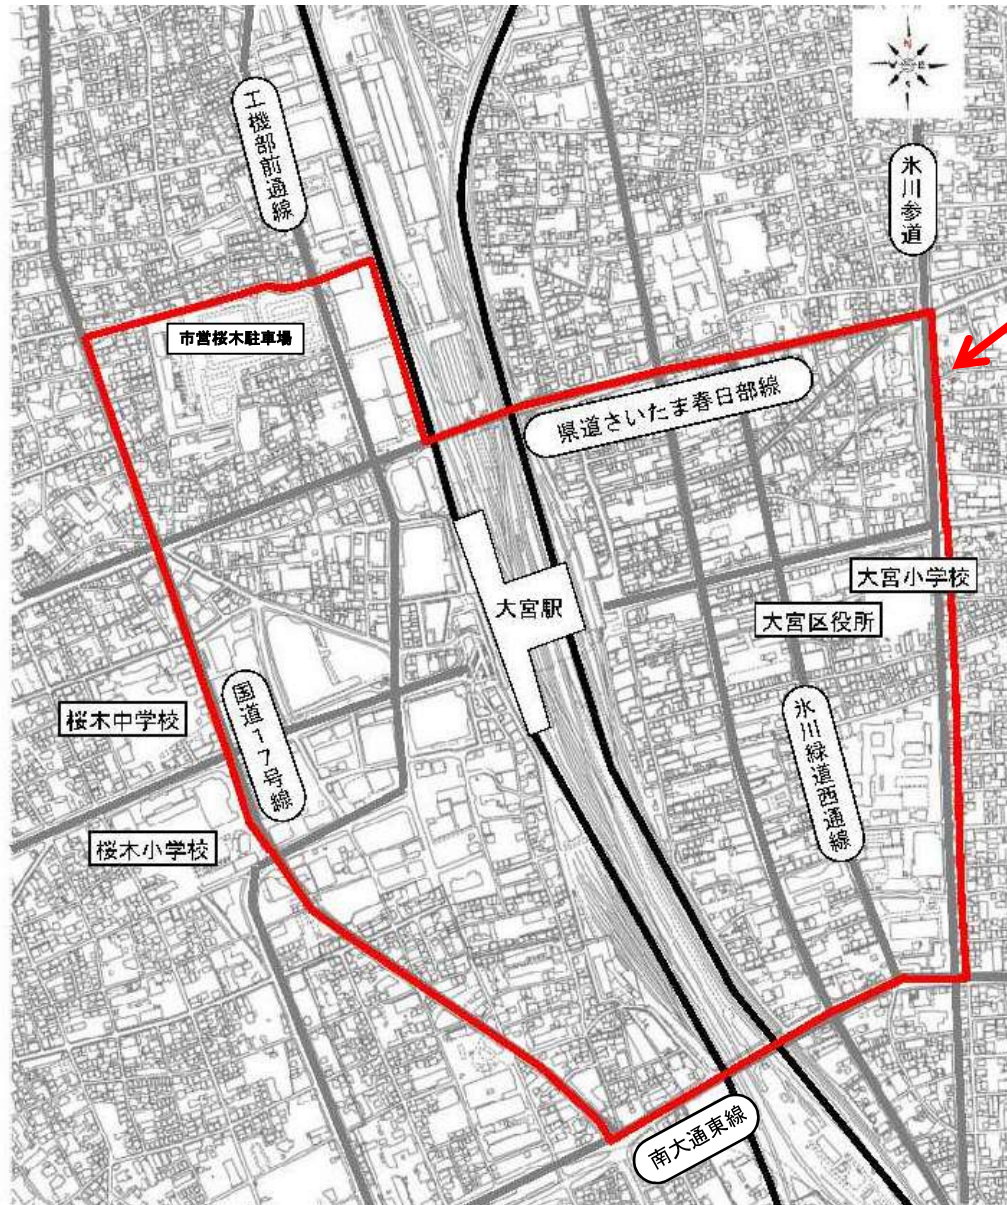 工機部前通線
氷川参道
市営桜木駐車場
県道さいたま春日部線
大宮小学校
大宮駅
大宮区役所
桜木中学校
国道17号線
氷川緑道西通線
桜木小学校
南大通東線